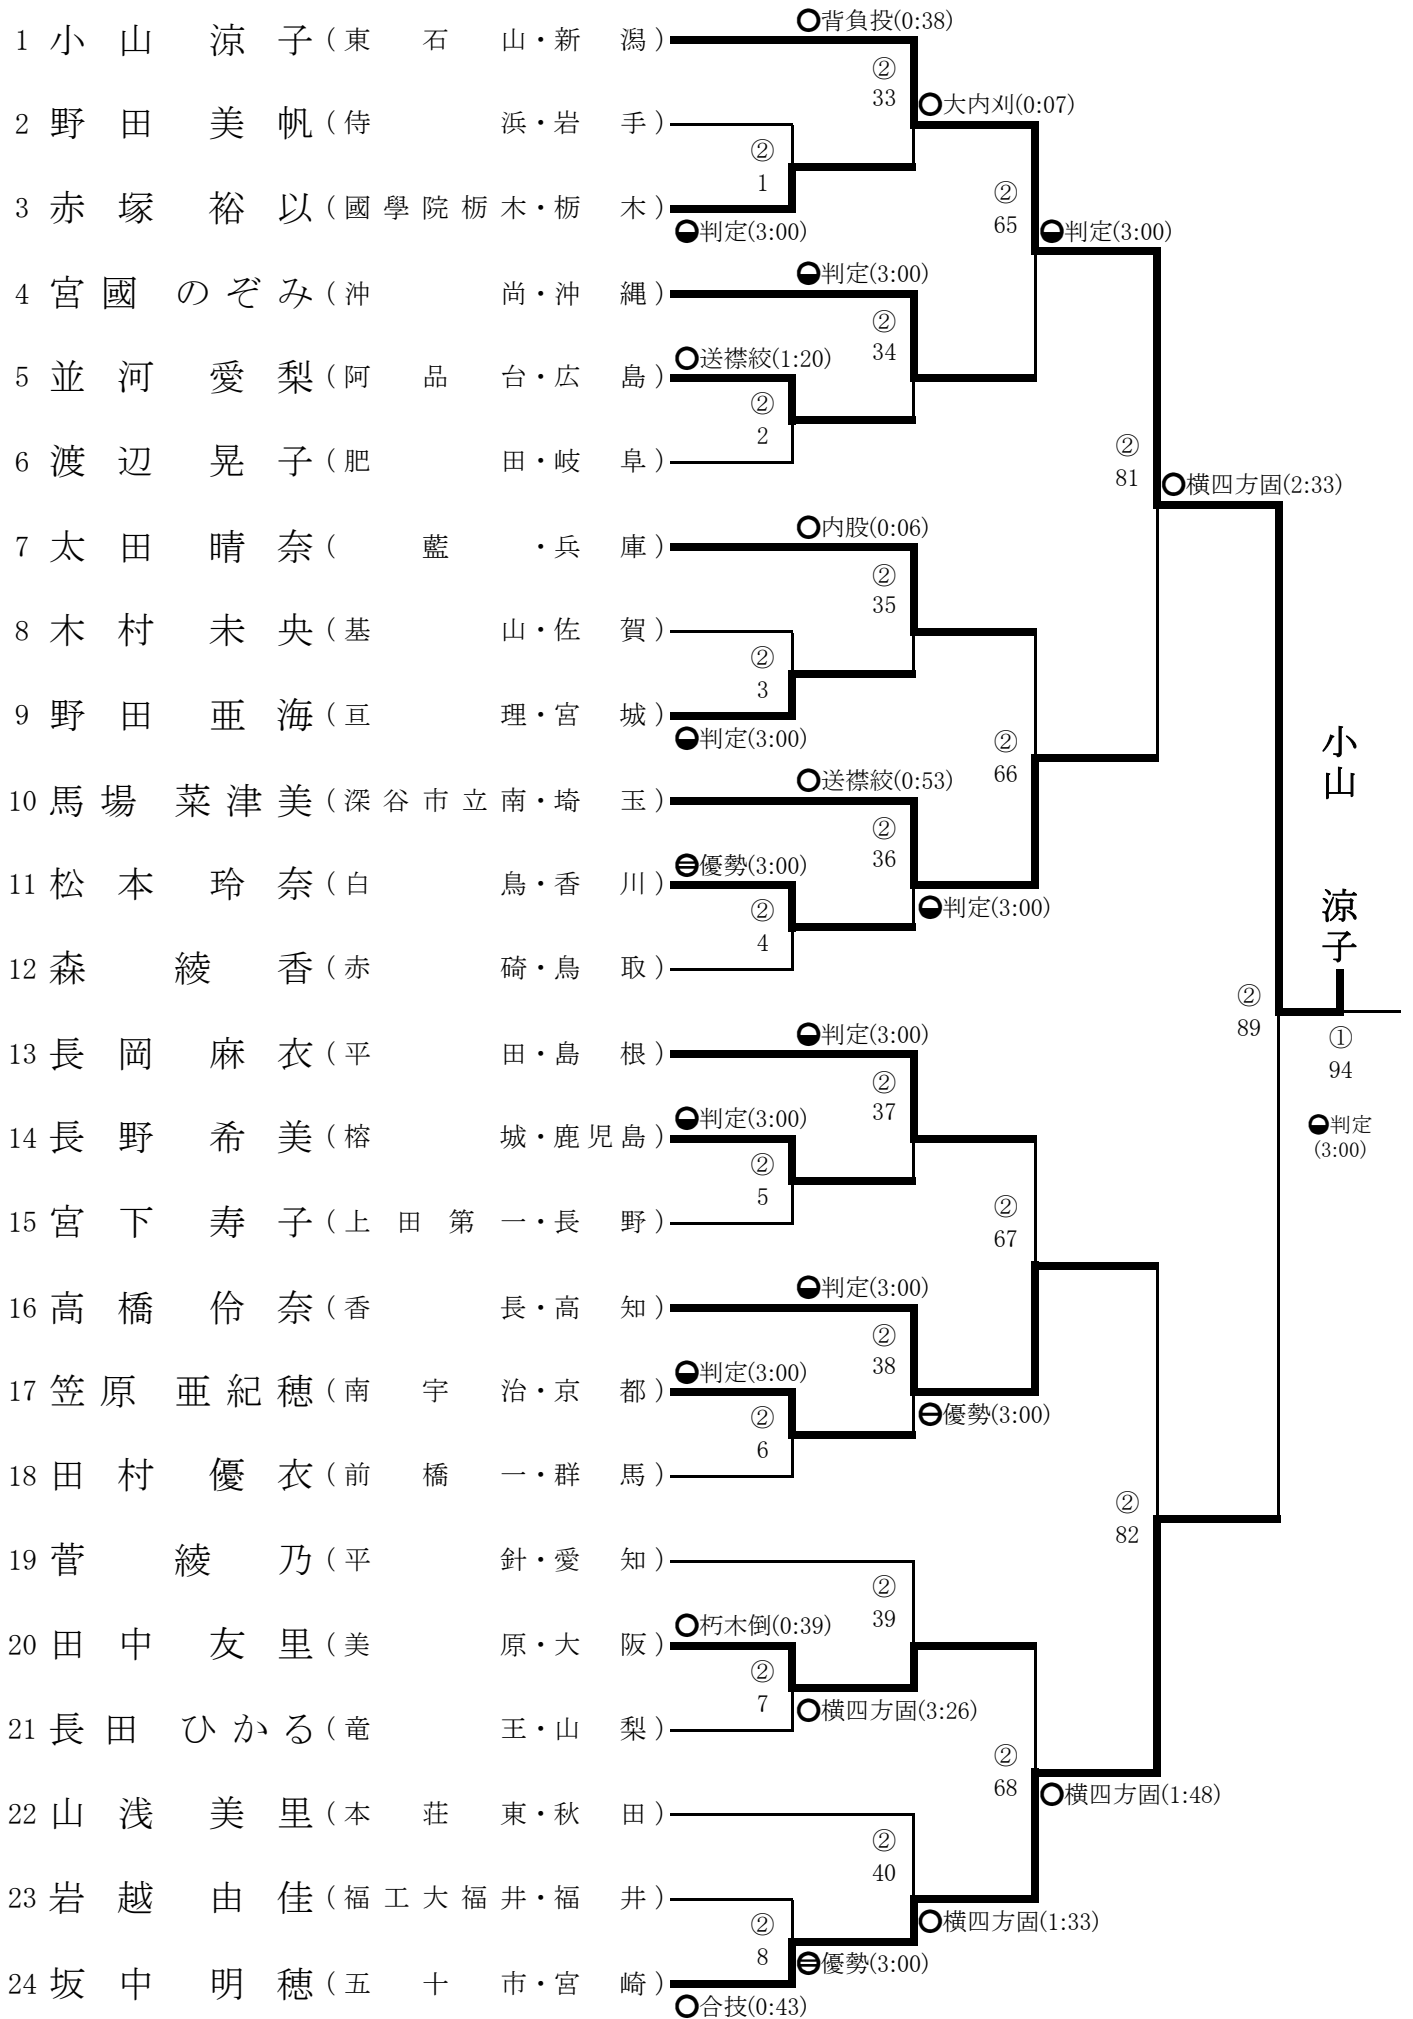 ○背負投(0:38)
1 小山 涼子 (東石山・新潟)
②
33
○大内刈(0:07)
2 野田 美帆 (侍浜・岩手)
②
1
3 赤塚 裕以 (國學院栃木・栃木)
判定(3:00)
②
65
判定(3:00)
判定(3:00)
4 宮國 のぞみ (沖尚・沖縄)
②
34
○送襟絞(1:20)
5 並河 愛梨 (阿品台・広島)
②
2
6 渡辺 晃子 (肥田・岐阜)
②
81
○横四方固(2:33)
○内股(0:06)
7 太田 晴奈 (藍・兵庫)
②
35
8 木村 未央 (基山・佐賀)
②
3
9 野田 亜海 (亘理・宮城)
判定(3:00)
②
66
○送襟絞(0:53)
10 馬場 菜津美 (深谷市立南・埼玉)
②
36
優勢(3:00)
11 松本 玲奈 (白鳥・香川)
判定(3:00)
②
4
12 森 綾香 (赤碕・鳥取)
小山 涼子
②
89
①
94
判定
(3:00)
判定(3:00)
13 長岡 麻衣 (平田・島根)
②
37
判定(3:00)
14 長野 希美 (榕城・鹿児島)
②
5
15 宮下 寿子 (上田第一・長野)
②
67
判定(3:00)
16 高橋 伶奈 (香長・高知)
②
38
判定(3:00)
17 笠原 亜紀穂 (南宇治・京都)
優勢(3:00)
②
6
18 田村 優衣 (前橋一・群馬)
②
82
19 菅 綾乃 (平針・愛知)
②
39
○朽木倒(0:39)
20 田中 友里 (美原・大阪)
②
7
○横四方固(3:26)
21 長田 ひかる (竜王・山梨)
②
68
○横四方固(1:48)
22 山浅 美里 (本荘東・秋田)
②
40
23 岩越 由佳 (福工大福井・福井)
○横四方固(1:33)
②
8
優勢(3:00)
24 坂中 明穂 (五十市・宮崎)
○合技(0:43)